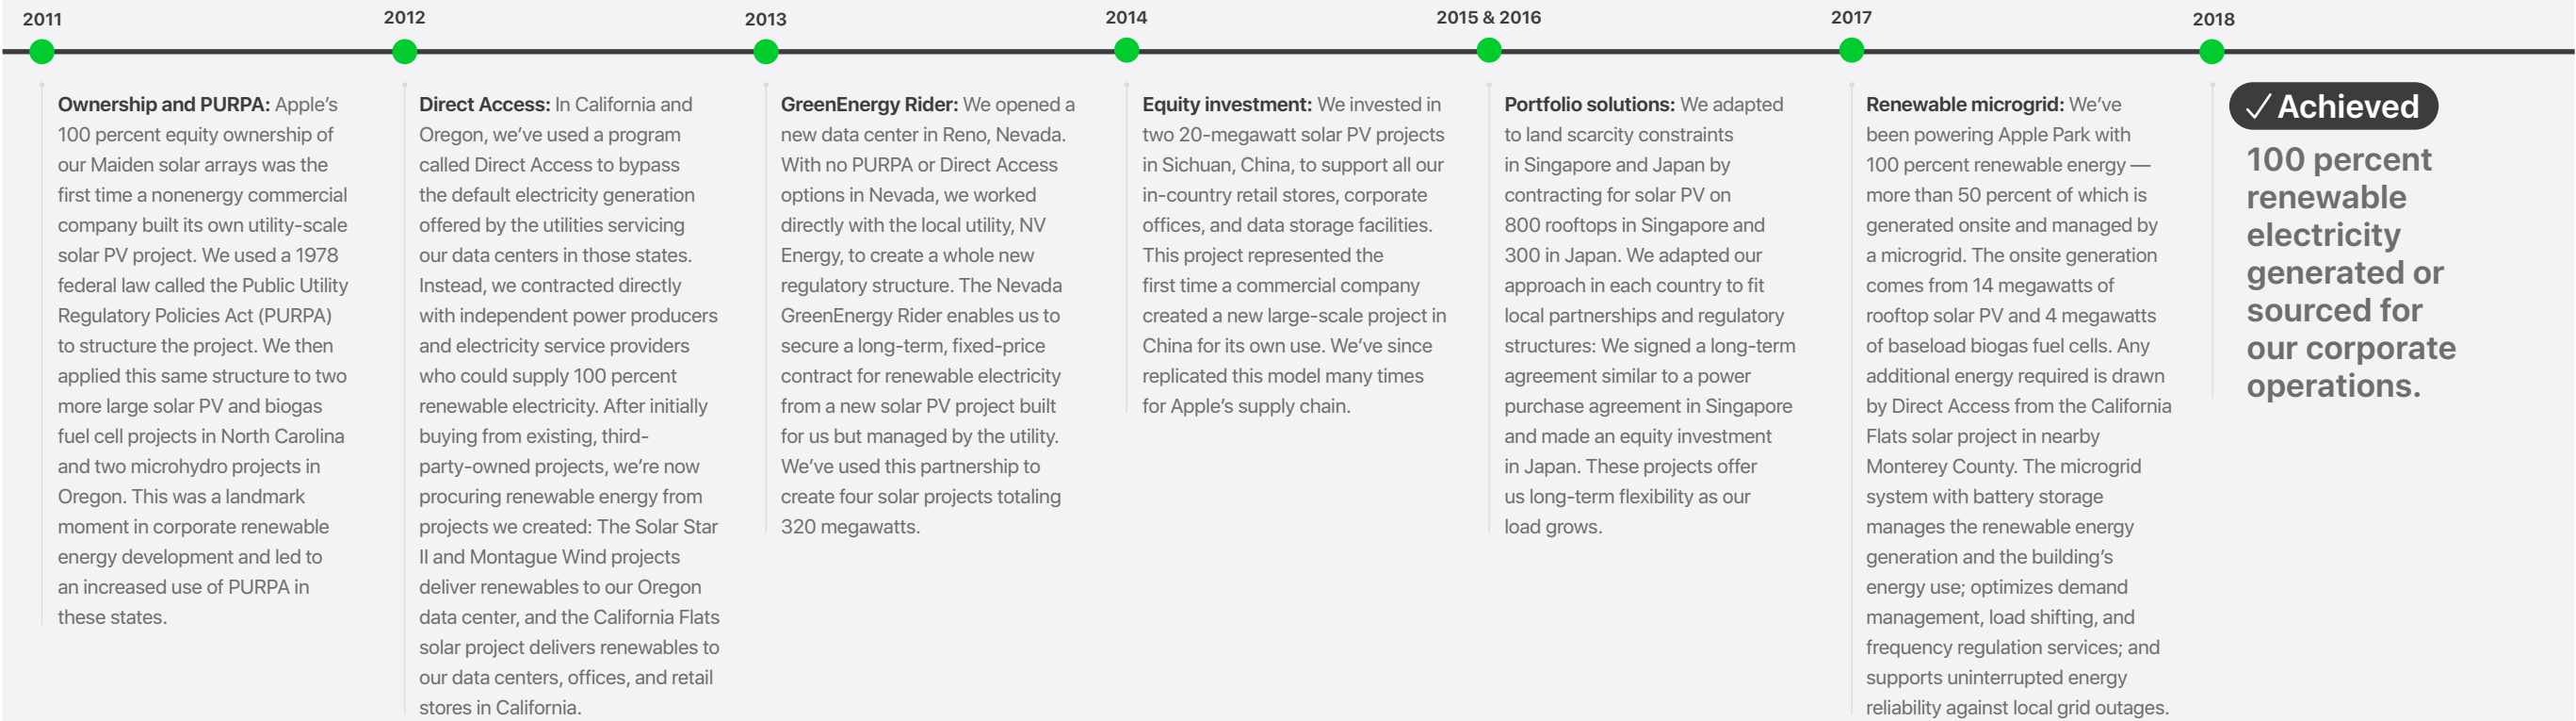 2011
Ownership and PURPA: Apple’s
100 percent equity ownership of
our Maiden solar arrays was the
first time a nonenergy commercial
company built its own utility-scale
solar PV project. We used a 1978
federal law called the Public Utility
Regulatory Policies Act (PURPA)
to structure the project. We then
applied this same structure to two
more large solar PV and biogas
fuel cell projects in North Carolina
and two microhydro projects in
Oregon. This was a landmark
moment in corporate renewable
energy development and led to
an increased use of PURPA in
these states.
2012
Direct Access: In California and
Oregon, we’ve used a program
called Direct Access to bypass
the default electricity generation
offered by the utilities servicing
our data centers in those states.
Instead, we contracted directly
with independent power producers
and electricity service providers
who could supply 100 percent
renewable electricity. After initially
buying from existing, third-
party-owned projects, we’re now
procuring renewable energy from
projects we created: The Solar Star
II and Montague Wind projects
deliver renewables to our Oregon
data center, and the California Flats
solar project delivers renewables to
our data centers, offices, and retail
stores in California.
2013
GreenEnergy Rider: We opened a
new data center in Reno, Nevada.
With no PURPA or Direct Access
options in Nevada, we worked
directly with the local utility, NV
Energy, to create a whole new
regulatory structure. The Nevada
GreenEnergy Rider enables us to
secure a long-term, fixed-price
contract for renewable electricity
from a new solar PV project built
for us but managed by the utility.
We’ve used this partnership to
create four solar projects totaling
320 megawatts.
2014
Equity investment: We invested in
two 20-megawatt solar PV projects
in Sichuan, China, to support all our
in-country retail stores, corporate
offices, and data storage facilities.
This project represented the
first time a commercial company
created a new large-scale project in
China for its own use. We’ve since
replicated this model many times
for Apple’s supply chain.
2015 & 2016
Portfolio solutions: We adapted
to land scarcity constraints
in Singapore and Japan by
contracting for solar PV on
800 rooftops in Singapore and
300 in Japan. We adapted our
approach in each country to fit
local partnerships and regulatory
structures: We signed a long-term
agreement similar to a power
purchase agreement in Singapore
and made an equity investment
in Japan. These projects offer
us long-term flexibility as our
load grows.
2017
Renewable microgrid: We’ve
been powering Apple Park with
100 percent renewable energy —
more than 50 percent of which is
generated onsite and managed by
a microgrid. The onsite generation
comes from 14 megawatts of
rooftop solar PV and 4 megawatts
of baseload biogas fuel cells. Any
additional energy required is drawn
by Direct Access from the California
Flats solar project in nearby
Monterey County. The microgrid
system with battery storage
manages the renewable energy
generation and the building’s
energy use; optimizes demand
management, load shifting, and
frequency regulation services; and
supports uninterrupted energy
reliability against local grid outages.
2018
✓ Achieved
100 percent
renewable
electricity
generated or
sourced for
our corporate
operations.